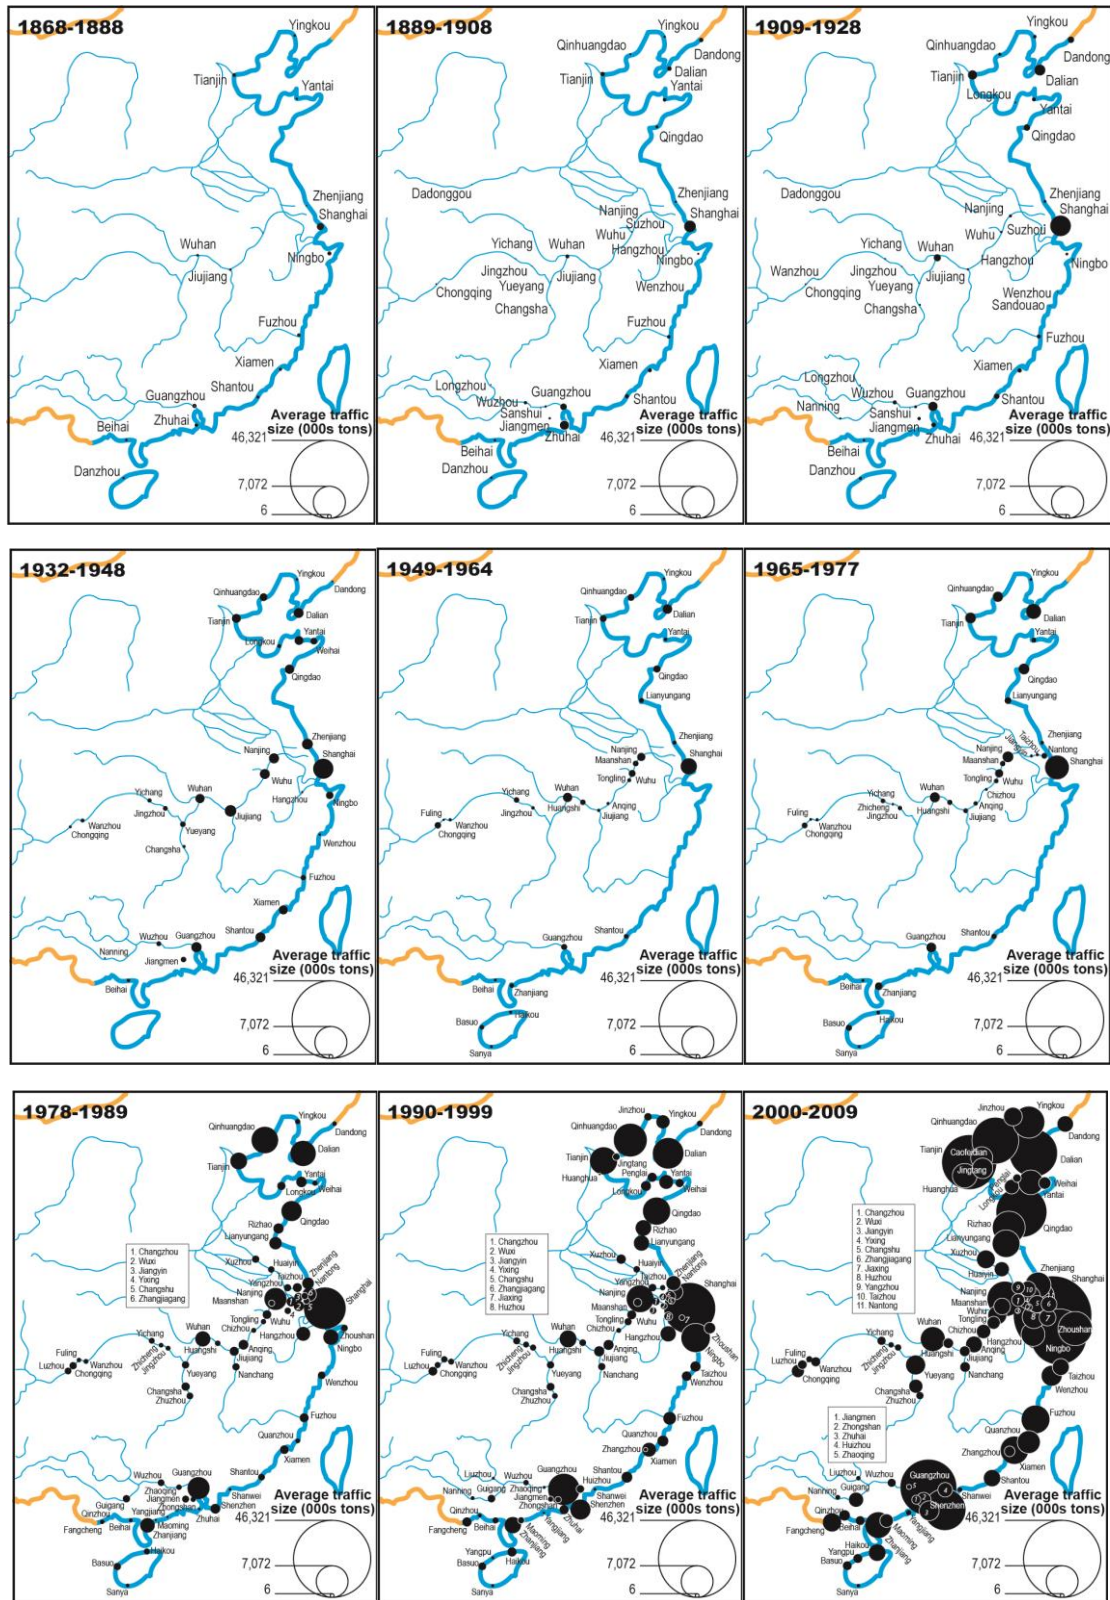 1868-1888
Yingkou
Tianjin
Yantai
Zhenjiang
Shanghai
Wuhan
Ningbo
Jiujiang
Fuzhou
Xiamen
Shantou
Guangzhou
Zhuhai
Beihai
Danzhou
Average traffic
size (000s tons)
46,321
7,072
6
1889-1908
Yingkou
Qinhuangdao
Dandong
Dalian
Tianjin
Yantai
Qingdao
Dadonggou
Zhenjiang
Nanjing
Shanghai
Suzhou
Wuhu
Yichang
Wuhan
Hangzhou
Ningbo
Jingzhou
Jiujiang
Yueyang
Chongqing
Wenzhou
Changsha
Fuzhou
Xiamen
Longzhou
Guangzhou
Shantou
Wuzhou
Sanshui
Jiangmen
Zhuhai
Beihai
Danzhou
Average traffic
size (000s tons)
46,321
7,072
6
1909-1928
Yingkou
Qinhuangdao
Dandong
Tianjin
Dalian
Longkou
Yantai
Qingdao
Dadonggou
Zhenjiang
Nanjing
Shanghai
Suzhou
Wuhu
Yichang
Wuhan
Ningbo
Hangzhou
Jingzhou
Wanzhou
Yueyang
Jiujiang
Chongqing
Wenzhou
Changsha
Sandouao
Fuzhou
Xiamen
Longzhou
Wuzhou
Guangzhou
Shantou
Nanning
Sanshui
Jiangmen
Zhuhai
Beihai
Danzhou
Average traffic
size (000s tons)
46,321
7,072
6
1932-1948
Yingkou
Dandong
Qinhuangdao
Dalian
Tianjin
Longkou
Yantai
Weihai
Qingdao
Zhenjiang
Nanjing
Shanghai
Wuhu
Yichang
Wuhan
Hangzhou
Ningbo
Jingzhou
Jiujiang
Wanzhou
Chongqing
Yueyang
Changsha
Wenzhou
Fuzhou
Xiamen
Wuzhou
Guangzhou
Shantou
Nanning
Jiangmen
Beihai
Average traffic
size (000s tons)
46,321
7,072
6
1949-1964
Yingkou
Qinhuangdao
Dalian
Tianjin
Yantai
Qingdao
Lianyungang
Zhenjiang
Nanjing
Shanghai
Maanshan
Tongling
Wuhu
Yichang
Wuhan
Huangshi
Anqing
Jingzhou
Jiujiang
Fuling
Wanzhou
Chongqing
Guangzhou
Shantou
Beihai
Zhanjiang
Haikou
Basuo
Sanya
Average traffic
size (000s tons)
46,321
7,072
6
1965-1977
Yingkou
Qinhuangdao
Dalian
Tianjin
Yantai
Qingdao
Lianyungang
Taizhou
Jiangyin
Zhenjiang
Nantong
Nanjing
Shanghai
Maanshan
Tongling
Wuhu
Chizhou
Yichang
Wuhan
Zhicheng
Huangshi
Anqing
Jingzhou
Jiujiang
Fuling
Wanzhou
Chongqing
Guangzhou
Shantou
Beihai
Zhanjiang
Haikou
Basuo
Sanya
Average traffic
size (000s tons)
46,321
7,072
6
1978-1989
Yingkou
Qinhuangdao
Dandong
Dalian
Tianjin
Yantai
Weihai
Longkou
Qingdao
Rizhao
Lianyungang
1. Changzhou
2. Wuxi
3. Jiangyin
4. Yixing
5. Changshu
6. Zhangjiagang
Xuzhou
Huaiyin
Taizhou
Zhenjiang
Nantong
Yangzhou
Nanjing
Shanghai
Maanshan
Tongling
Wuhu
Chizhou
Hangzhou
Zhoushan
Ningbo
Yichang
Wuhan
Zhicheng
Jingzhou
Huangshi
Anqing
Jiujiang
Nanchang
Fuling
Luzhou
Wanzhou
Chongqing
Yueyang
Changsha
Zhuzhou
Wenzhou
Fuzhou
Quanzhou
Xiamen
Wuzhou
Guangzhou
Shantou
Zhaoqing
Jiangmen
Guigang
Zhongshan
Shanwei
Shenzhen
Zhuhai
Qinzhou
Yangjiang
Fangcheng
Beihai
Maoming
Zhanjiang
Haikou
Basuo
Sanya
Average traffic
size (000s tons)
46,321
7,072
6
1990-1999
Jinzhou
Yingkou
Qinhuangdao
Tianjin
Dalian
Jingtang
Huanghua
Penglai
Yantai
Longkou
Weihai
Qingdao
Rizhao
Lianyungang
1. Changzhou
2. Wuxi
3. Jiangyin
4. Yixing
5. Changshu
6. Zhangjiagang
7. Jiaxing
8. Huzhou
Xuzhou
Huaiyin
Taizhou
Zhenjiang
Nantong
Yangzhou
Nanjing
Shanghai
Maanshan
Tongling
Wuhu
Chizhou
Hangzhou
Zhoushan
Ningbo
Yichang
Wuhan
Zhicheng
Jingzhou
Huangshi
Anqing
Jiujiang
Nanchang
Fuling
Luzhou
Wanzhou
Chongqing
Yueyang
Changsha
Zhuzhou
Taizhou
Wenzhou
Fuzhou
Quanzhou
Zhangzhou
Xiamen
Liuzhou
Wuzhou
Guangzhou
Shantou
Nanning
Zhaoqing
Huizhou
Guigang
Jiangmen
Shanwei
Zhongshan
Shenzhen
Zhuhai
Qinzhou
Yangjiang
Fangcheng
Beihai
Maoming
Zhanjiang
Yangpu
Haikou
Basuo
Sanya
Average traffic
size (000s tons)
46,321
7,072
6
2000-2009
Jinzhou
Yingkou
Qinhuangdao
Dandong
Tianjin
Caofeidian
Dalian
Jingtang
Huanghua
Penglai
Longkou
Weihai
Yantai
Rizhao
Qingdao
Lianyungang
1. Changzhou
2. Wuxi
3. Jiangyin
4. Yixing
5. Changshu
6. Zhangjiagang
7. Jiaxing
8. Huzhou
9. Yangzhou
10. Taizhou
11. Nantong
Xuzhou
Huaiyin
Zhenjiang
Nanjing
Shanghai
Maanshan
Wuhu
Tongling
Chizhou
Hangzhou
Zhoushan
Ningbo
Yichang
Wuhan
Zhicheng
Jingzhou
Huangshi
Anqing
Jiujiang
Nanchang
Fuling
Luzhou
Wanzhou
Chongqing
Yueyang
Changsha
Zhuzhou
Taizhou
Wenzhou
1. Jiangmen
2. Zhongshan
3. Zhuhai
4. Huizhou
5. Zhaoqing
Fuzhou
Quanzhou
Zhangzhou
Xiamen
Liuzhou
Wuzhou
Guangzhou
Shantou
Nanning
Guigang
Shenzhen
Shanwei
Qinzhou
Yangjiang
Fangcheng
Beihai
Maoming
Zhanjiang
Haikou
Yangpu
Basuo
Sanya
Average traffic
size (000s tons)
46,321
7,072
6